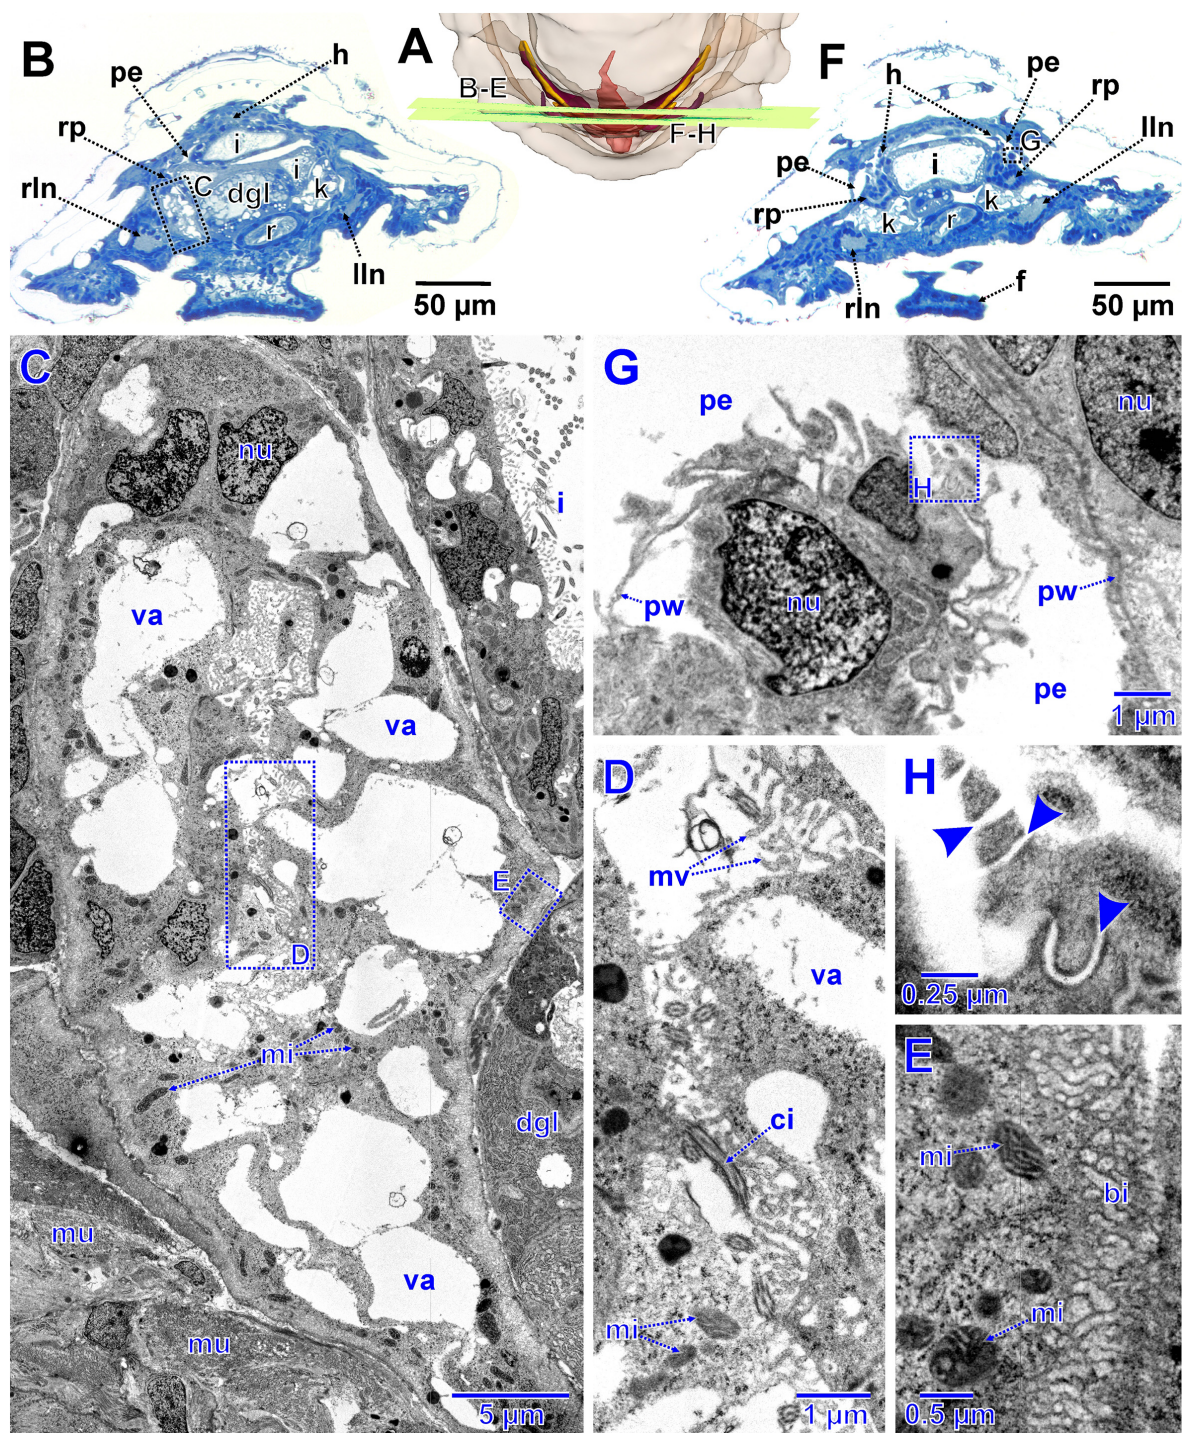 A
B-E
F-H
B
pe
h
rp
C
i
i
dgl
k
rln
r
lln
50 µm
F
h
pe
rp
G
lln
pe
i
rp
k
k
r
rln
f
50 µm
C
nu
i
va
va
E
D
mi
dgl
mu
va
mu
5 µm
G
pe
nu
H
pw
nu
pw
pe
1 µm
D
mv
va
ci
mi
1 µm
H
0.25 µm
E
mi
bi
mi
0.5 µm